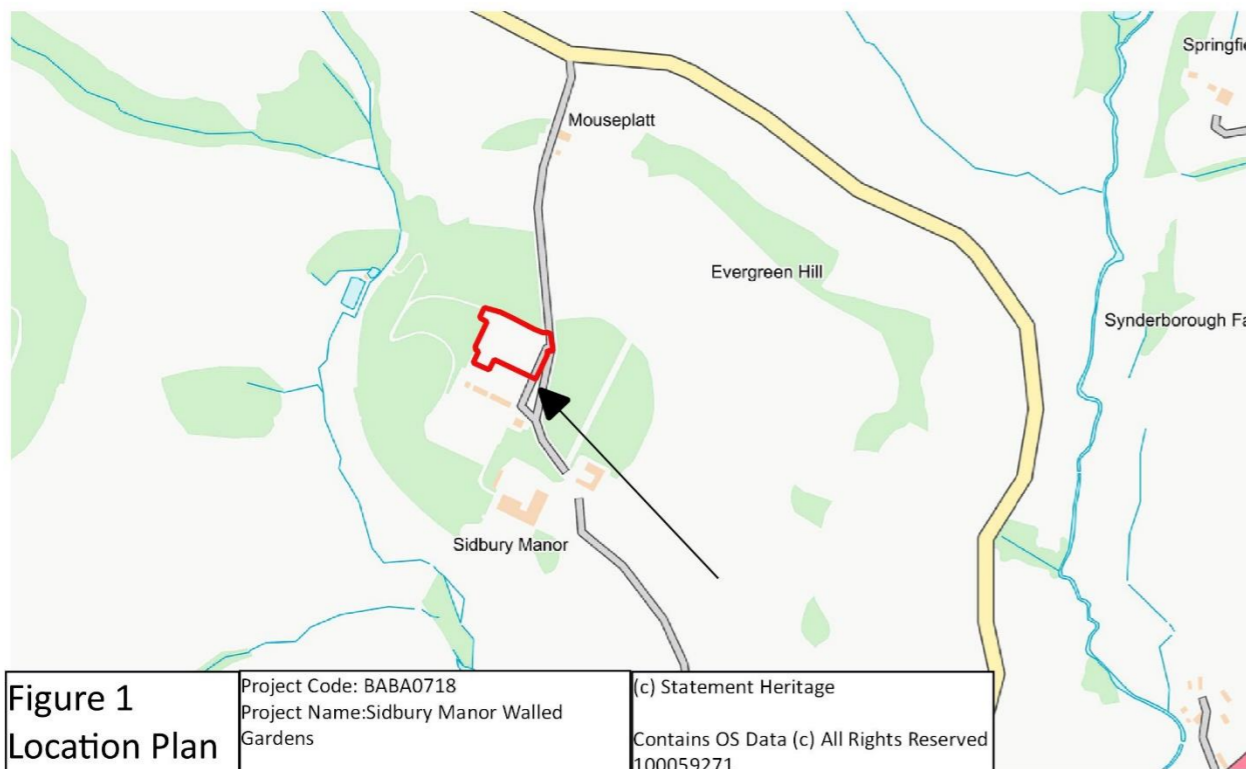 Springfie
Mouseplatt
Evergreen Hill
Synderborough Fa
Sidbury Manor
Figure 1
Location Plan
Project Code: BABA0718
Project Name:Sidbury Manor Walled
Gardens
(c) Statement Heritage
Contains OS Data (c) All Rights Reserved
100059271